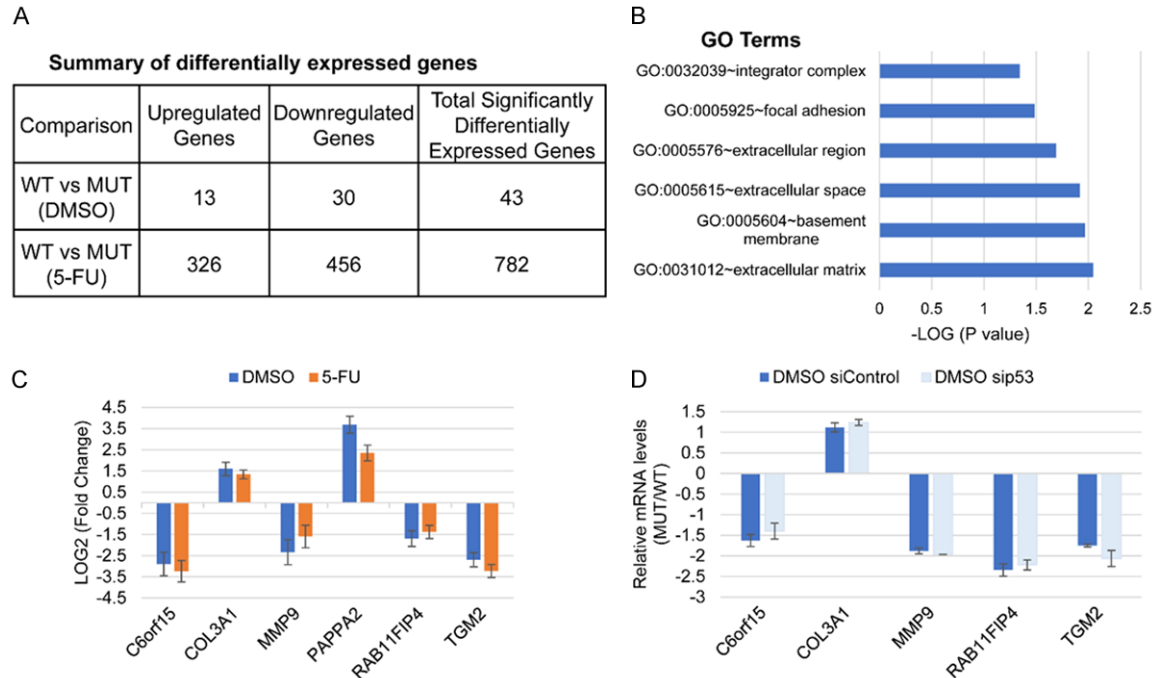 A
Summary of differentially expressed genes
Comparison
Upregulated
Genes
Downregulated
Genes
Total Significantly
Differentially
Expressed Genes
WT vs MUT
(DMSO)
13
30
43
WT vs MUT
(5-FU)
326
456
782
B
GO Terms
GO:0032039~integrator complex
GO:0005925~focal adhesion
GO:0005576~extracellular region
GO:0005615~extracellular space
GO:0005604~basement
membrane
GO:0031012~extracellular matrix
0 0.5 1 1.5 2 2.5
-LOG (P value)
C
DMSO 5-FU
LOG2 (Fold Change)
4.5
3.5
2.5
1.5
0.5
-0.5
-1.5
-2.5
-3.5
-4.5
C6orf15
COL3A1
MMP9
PAPPA2
RAB11FIP4
TGM2
D
DMSO siControl DMSO sip53
Relative mRNA levels
(MUT/WT)
1.5
1
0.5
0
-0.5
-1
-1.5
-2
-2.5
-3
C6orf15
COL3A1
MMP9
RAB11FIP4
TGM2